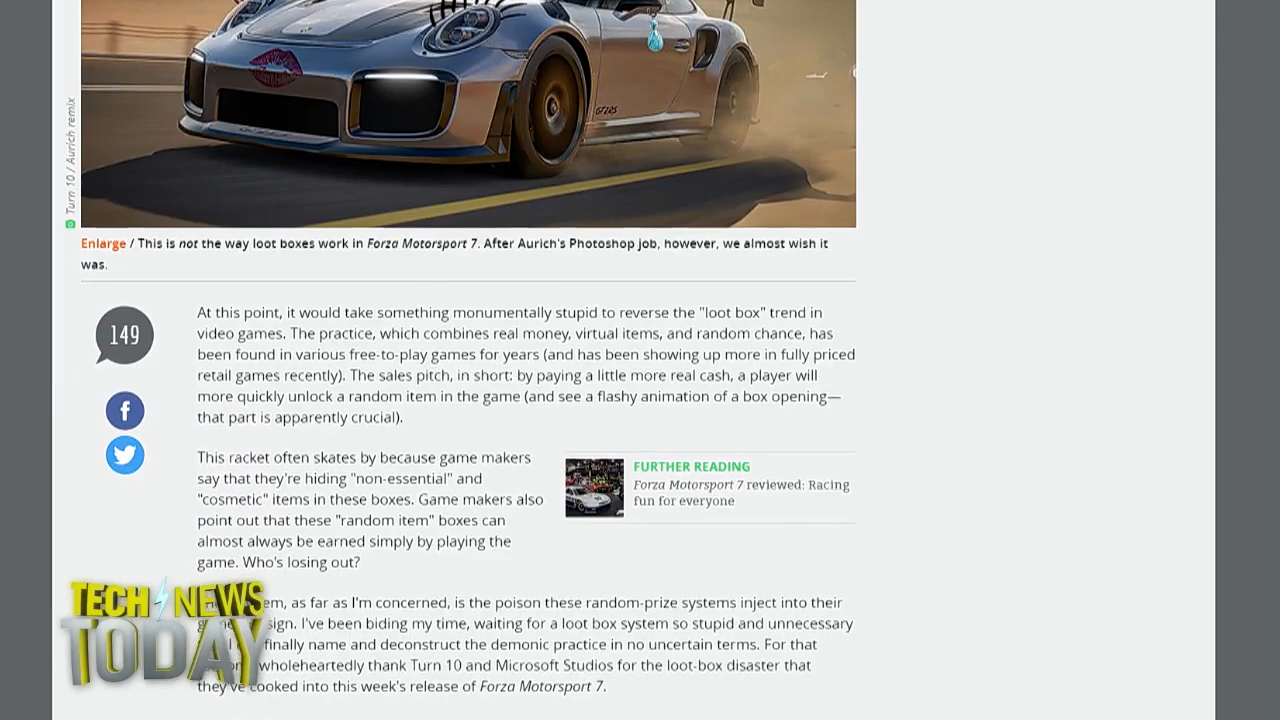 GT2RS
Turn 10 / Aurich remix
Enlarge / This is not the way loot boxes work in Forza Motorsport 7. After Aurich's Photoshop job, however, we almost wish it
was.
149
At this point, it would take something monumentally stupid to reverse the "loot box" trend in
video games. The practice, which combines real money, virtual items, and random chance, has
been found in various free-to-play games for years (and has been showing up more in fully priced
retail games recently). The sales pitch, in short: by paying a little more real cash, a player will
more quickly unlock a random item in the game (and see a flashy animation of a box opening—
that part is apparently crucial).
This racket often skates by because game makers
say that they're hiding "non-essential" and
"cosmetic" items in these boxes. Game makers also
point out that these "random item" boxes can
almost always be earned simply by playing the
game. Who's losing out?
FURTHER READING
Forza Motorsport 7 reviewed: Racing
fun for everyone
as far as I'm concerned, is the poison these random-prize systems inject into their
I've been biding my time, waiting for a loot box system so stupid and unnecessary
finally name and deconstruct the demonic practice in no uncertain terms. For that
wholeheartedly thank Turn 10 and Microsoft Studios for the loot-box disaster that
they've cooked into this week's release of Forza Motorsport 7.
TECH NEWS
TODAY